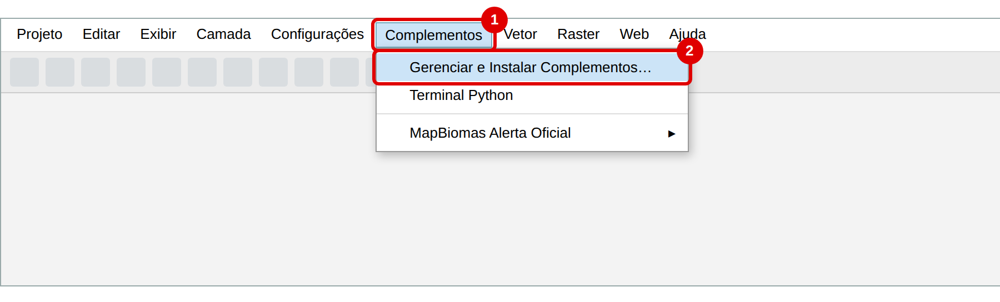 Projeto Editar Exibir Camada Configurações Complementos 1 Vetor Raster Web Ajuda
2
Gerenciar e Instalar Complementos…
Terminal Python
MapBiomas Alerta Oficial ▶